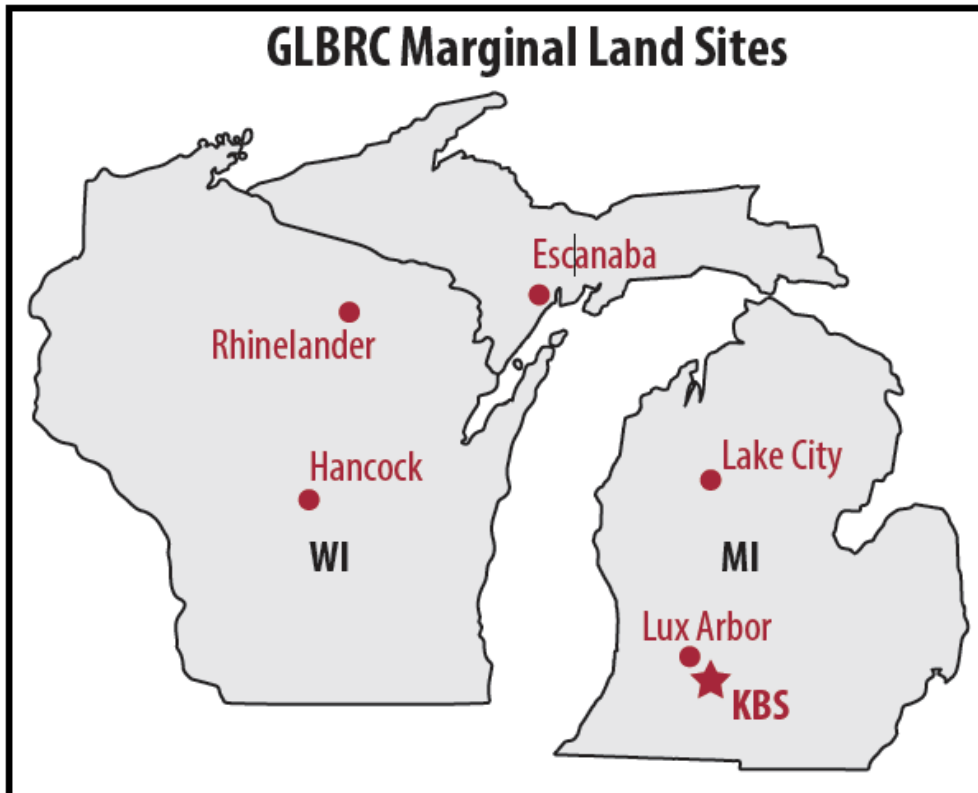 GLBRC Marginal Land Sites
Escanaba
Rhinelander
Hancock
Lake City
WI
MI
Lux Arbor
KBS